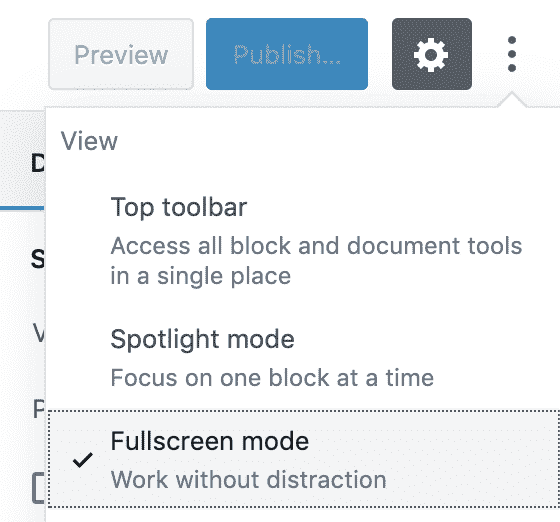 Preview
Publish...
View
Top toolbar
Access all block and document tools
in a single place
Spotlight mode
Focus on one block at a time
Fullscreen mode
Work without distraction